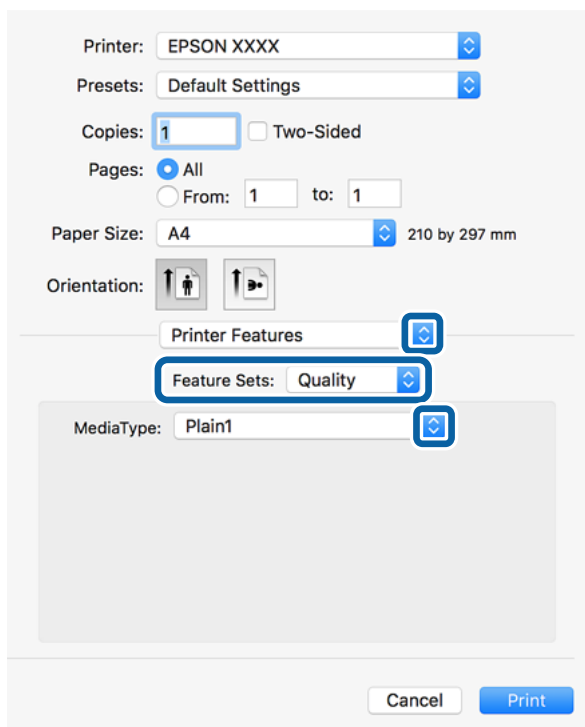 Printer: EPSON XXXX
Presets: Default Settings
Copies: 1 Two-Sided
Pages: All
From: 1 to: 1
Paper Size: A4 210 by 297 mm
Orientation:
Printer Features
Feature Sets: Quality
MediaType: Plain1
Cancel Print